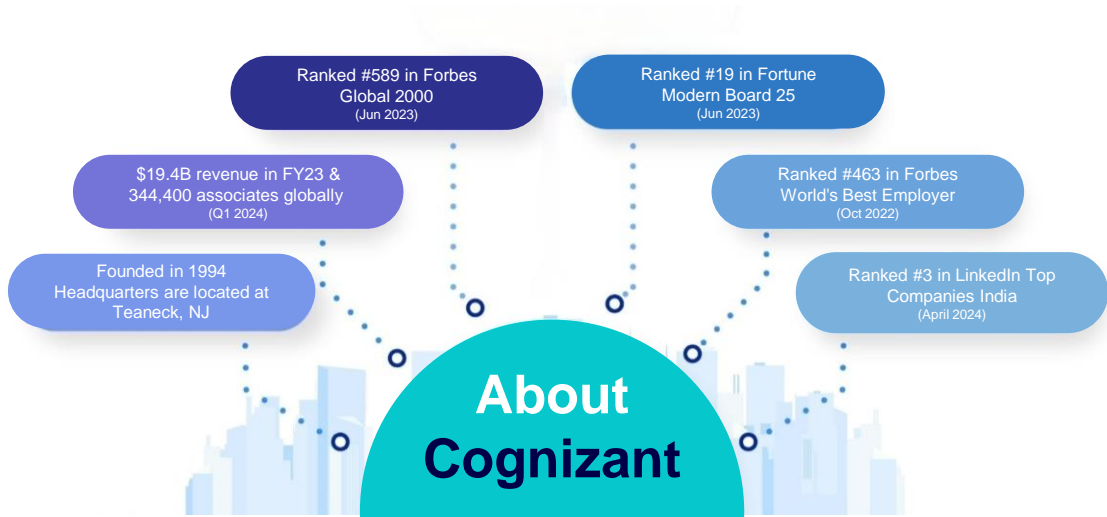 Ranked #589 in Forbes
Global 2000
(Jun 2023)
Ranked #19 in Fortune
Modern Board 25
(Jun 2023)
$19.4B revenue in FY23 &
344,400 associates globally
(Q1 2024)
Ranked #463 in Forbes
World's Best Employer
(Oct 2022)
Founded in 1994
Headquarters are located at
Teaneck, NJ
Ranked #3 in LinkedIn Top
Companies India
(April 2024)
About
Cognizant